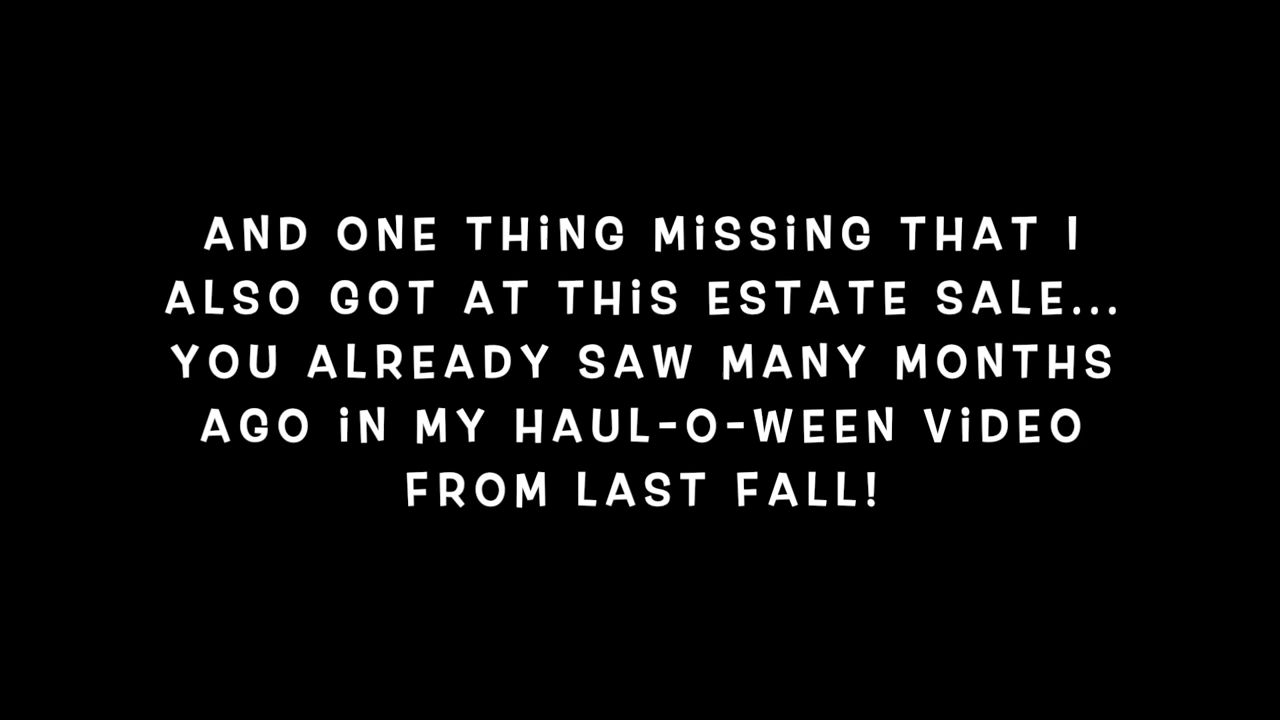 AND ONE THiNG MiSSiNG THAT I
ALSO GOT AT THiS ESTATE SALE...
YOU ALREADY SAW MANY MONTHS
AGO iN MY HAUL-O-WEEN ViDEO
FROM LAST FALL!